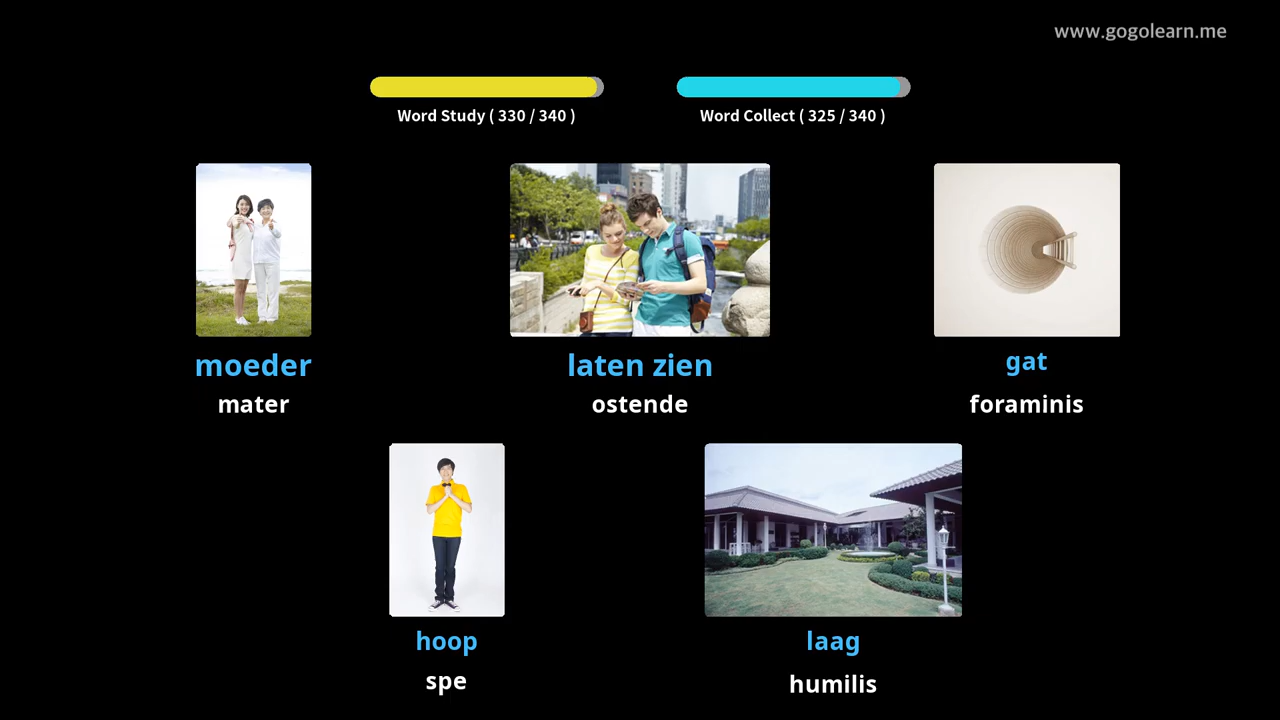 www.gogolearn.me
Word Study ( 330 / 340 )
Word Collect ( 325 / 340 )
moeder
mater
laten zien
ostende
gat
foraminis
hoop
spe
laag
humilis